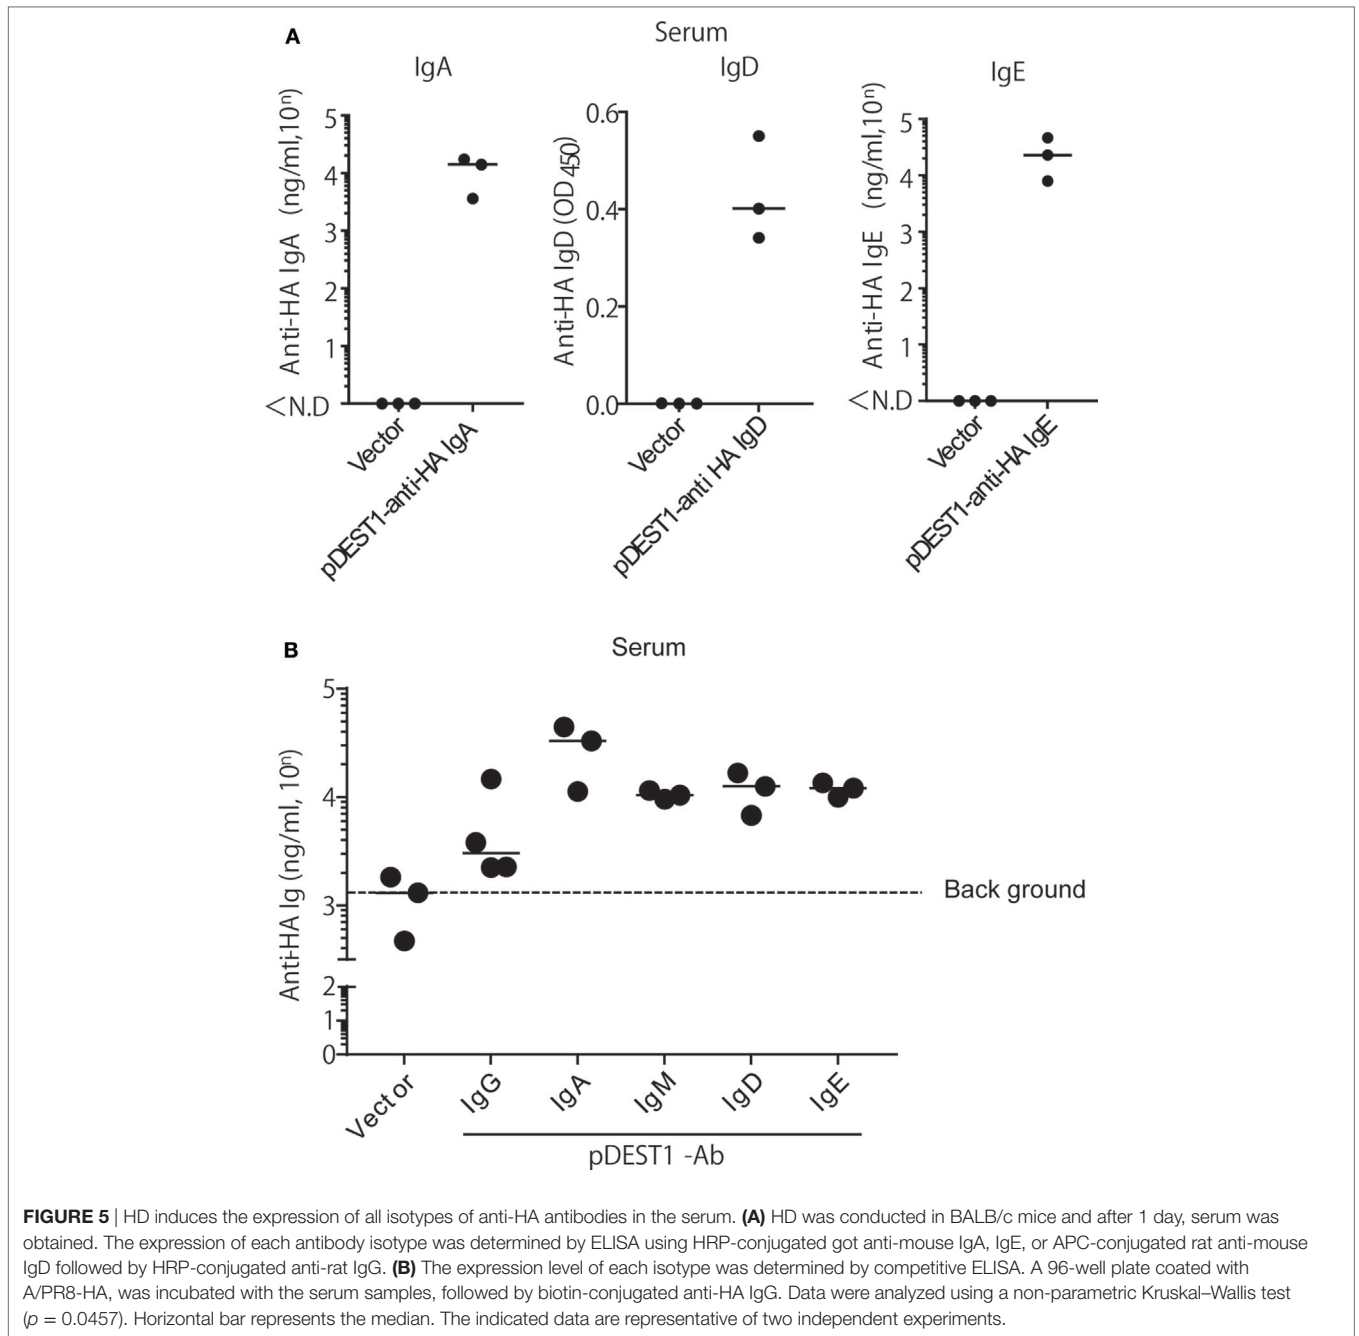 A
Serum
IgA
IgD
IgE
Anti-HA IgA (ng/ml,10ⁿ)
5
4
3
2
1
<N.D
Vector
pDEST1-anti-HA IgA
Anti-HA IgD (OD450)
0.6
0.4
0.2
0.0
Vector
pDEST1-anti HA IgD
Anti-HA IgE (ng/ml,10ⁿ)
5
4
3
2
1
<N.D
Vector
pDEST1-anti-HA IgE
B
Serum
Anti-HA Ig (ng/ml, 10ⁿ)
5
4
3
2
1
0
Back ground
Vector
IgG
IgA
IgM
IgD
IgE
pDEST1 -Ab
FIGURE 5 | HD induces the expression of all isotypes of anti-HA antibodies in the serum. (A) HD was conducted in BALB/c mice and after 1 day, serum was
obtained. The expression of each antibody isotype was determined by ELISA using HRP-conjugated got anti-mouse IgA, IgE, or APC-conjugated rat anti-mouse
IgD followed by HRP-conjugated anti-rat IgG. (B) The expression level of each isotype was determined by competitive ELISA. A 96-well plate coated with
A/PR8-HA, was incubated with the serum samples, followed by biotin-conjugated anti-HA IgG. Data were analyzed using a non-parametric Kruskal–Wallis test
(p = 0.0457). Horizontal bar represents the median. The indicated data are representative of two independent experiments.